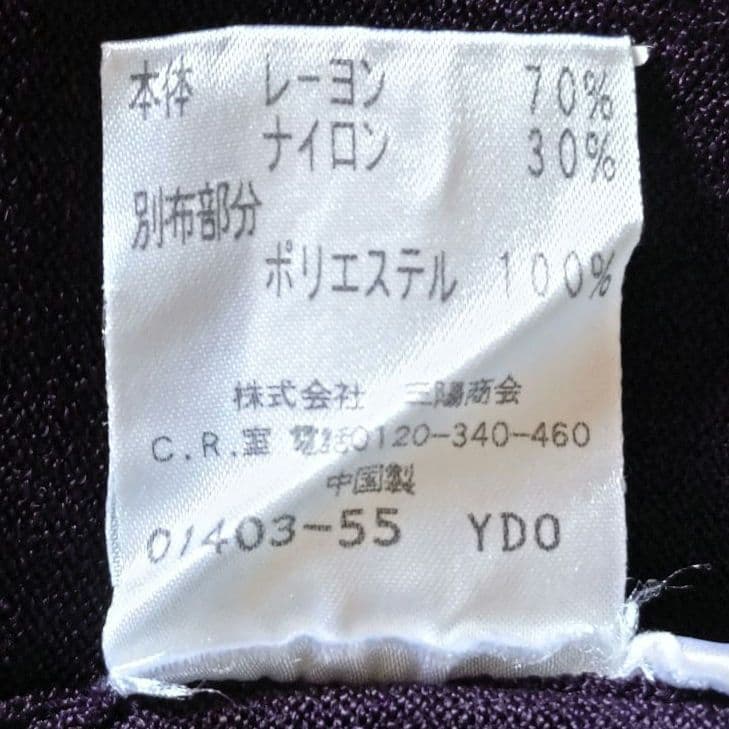 本体 レーヨン 70%
ナイロン 30%
別布部分
ポリエステル 100%
株式会社 三陽商会
C.R.室 電話0120-340-460
中国製
01403-55 YDO